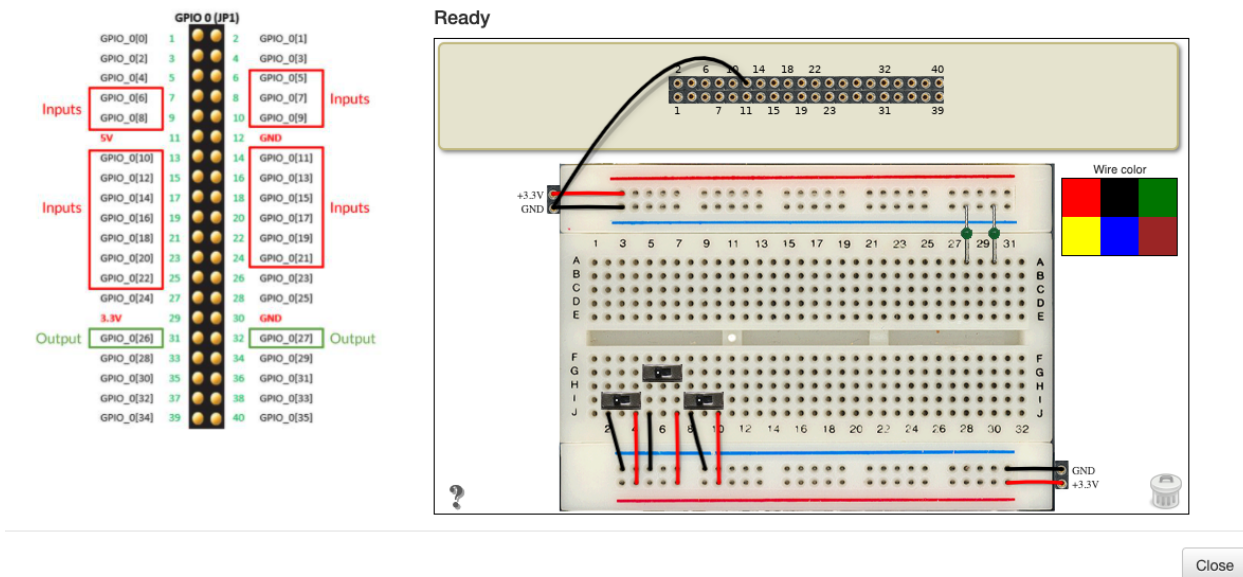 GPIO 0 (JP1)
GPIO_0[0] 1 2 GPIO_0[1]
GPIO_0[2] 3 4 GPIO_0[3]
GPIO_0[4] 5 6 GPIO_0[5]
Inputs GPIO_0[6] 7 8 GPIO_0[7] Inputs
GPIO_0[8] 9 10 GPIO_0[9]
5V 11 12 GND
GPIO_0[10] 13 14 GPIO_0[11]
GPIO_0[12] 15 16 GPIO_0[13]
GPIO_0[14] 17 18 GPIO_0[15]
Inputs GPIO_0[16] 19 20 GPIO_0[17] Inputs
GPIO_0[18] 21 22 GPIO_0[19]
GPIO_0[20] 23 24 GPIO_0[21]
GPIO_0[22] 25 26 GPIO_0[23]
GPIO_0[24] 27 28 GPIO_0[25]
3.3V 29 30 GND
Output GPIO_0[26] 31 32 GPIO_0[27] Output
GPIO_0[28] 33 34 GPIO_0[29]
GPIO_0[30] 35 36 GPIO_0[31]
GPIO_0[32] 37 38 GPIO_0[33]
GPIO_0[34] 39 40 GPIO_0[35]
Ready
2 6 10 14 18 22 32 40
1 7 11 15 19 23 31 39
Wire color
+3.3V
GND
1 3 5 7 9 11 13 15 17 19 21 23 25 27 29 31
A A
B B
C C
D D
E E
F F
G G
H H
I I
J J
2 4 6 8 10 12 14 16 18 20 22 24 26 28 30 32
GND
+3.3V
?
Close